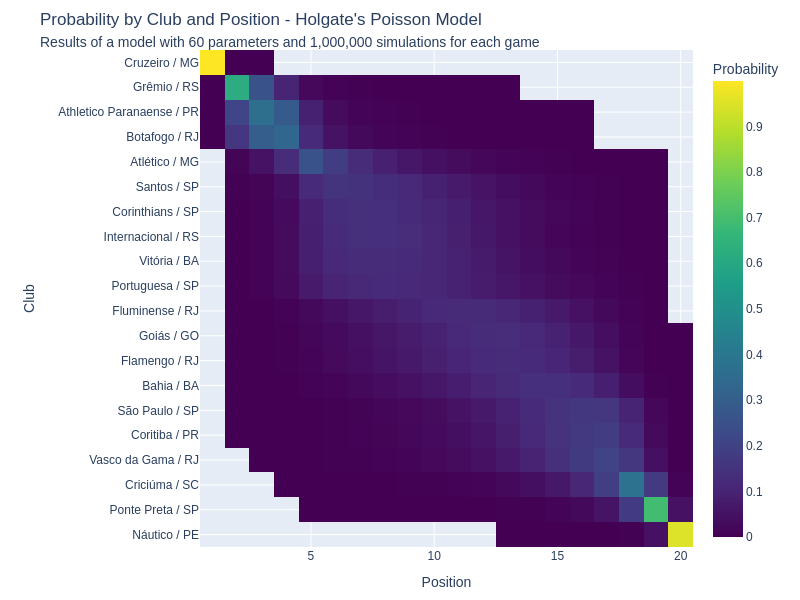 Probability by Club and Position - Holgate's Poisson Model
Results of a model with 60 parameters and 1,000,000 simulations for each game
Probability
Cruzeiro / MG
Grêmio / RS
Athletico Paranaense / PR
Botafogo / RJ
Atlético / MG
Santos / SP
Corinthians / SP
Internacional / RS
Vitória / BA
Portuguesa / SP
Fluminense / RJ
Goiás / GO
Flamengo / RJ
Bahia / BA
São Paulo / SP
Coritiba / PR
Vasco da Gama / RJ
Criciúma / SC
Ponte Preta / SP
Náutico / PE
Club
5
10
15
20
Position
0.9
0.8
0.7
0.6
0.5
0.4
0.3
0.2
0.1
0